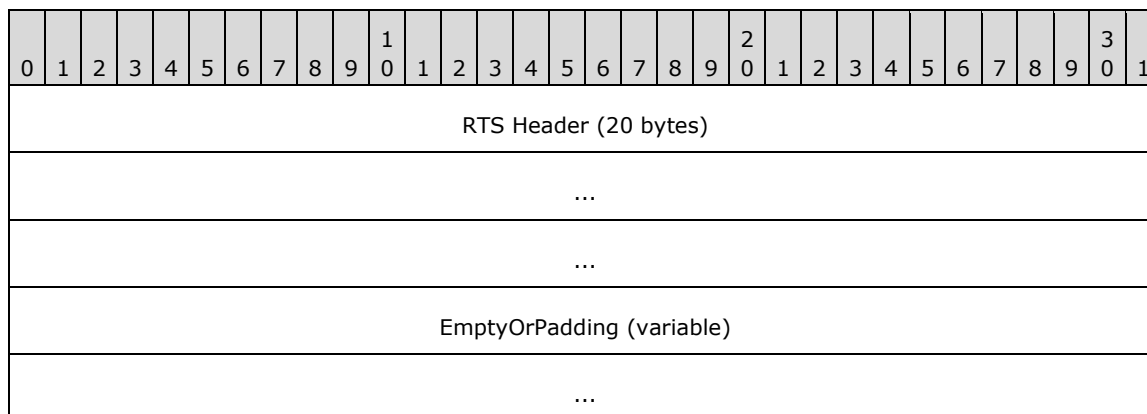 1 2 3
0 1 2 3 4 5 6 7 8 9 0 1 2 3 4 5 6 7 8 9 0 1 2 3 4 5 6 7 8 9 0 1
RTS Header (20 bytes)
...
...
EmptyOrPadding (variable)
...